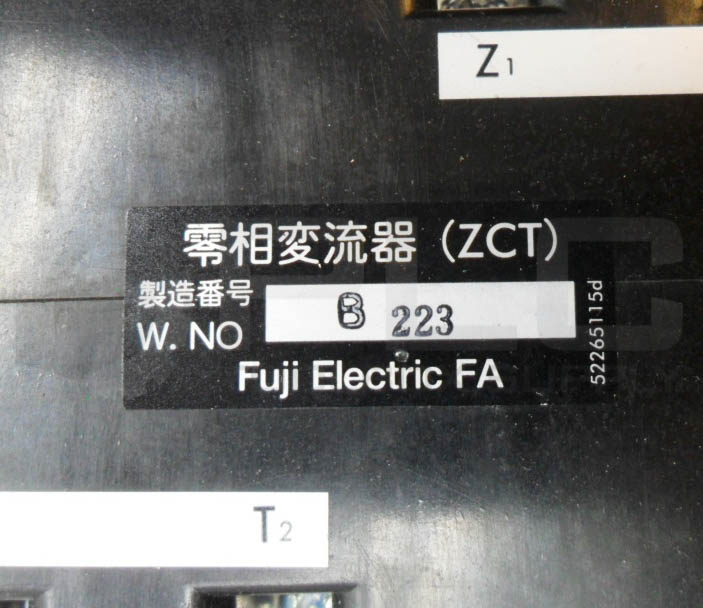 Z1
零相変流器（ZCT）
製造番号
W. NO
B 223
Fuji Electric FA
52265115d
T2